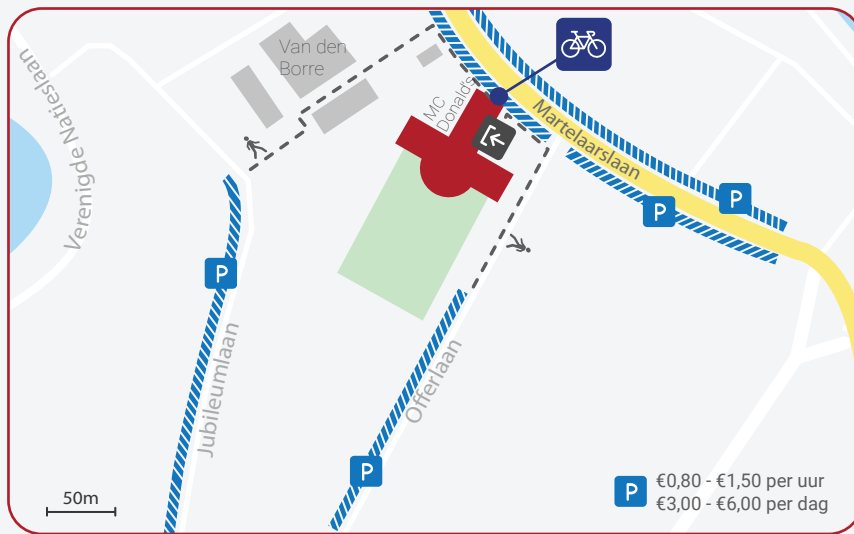 Van den
Borre
MC
Donald's
Martelaarslaan
Verenigde Natieslaan
P
P
P
Jubileumlaan
Offerlaan
P
50m
P
€0,80 - €1,50 per uur
€3,00 - €6,00 per dag